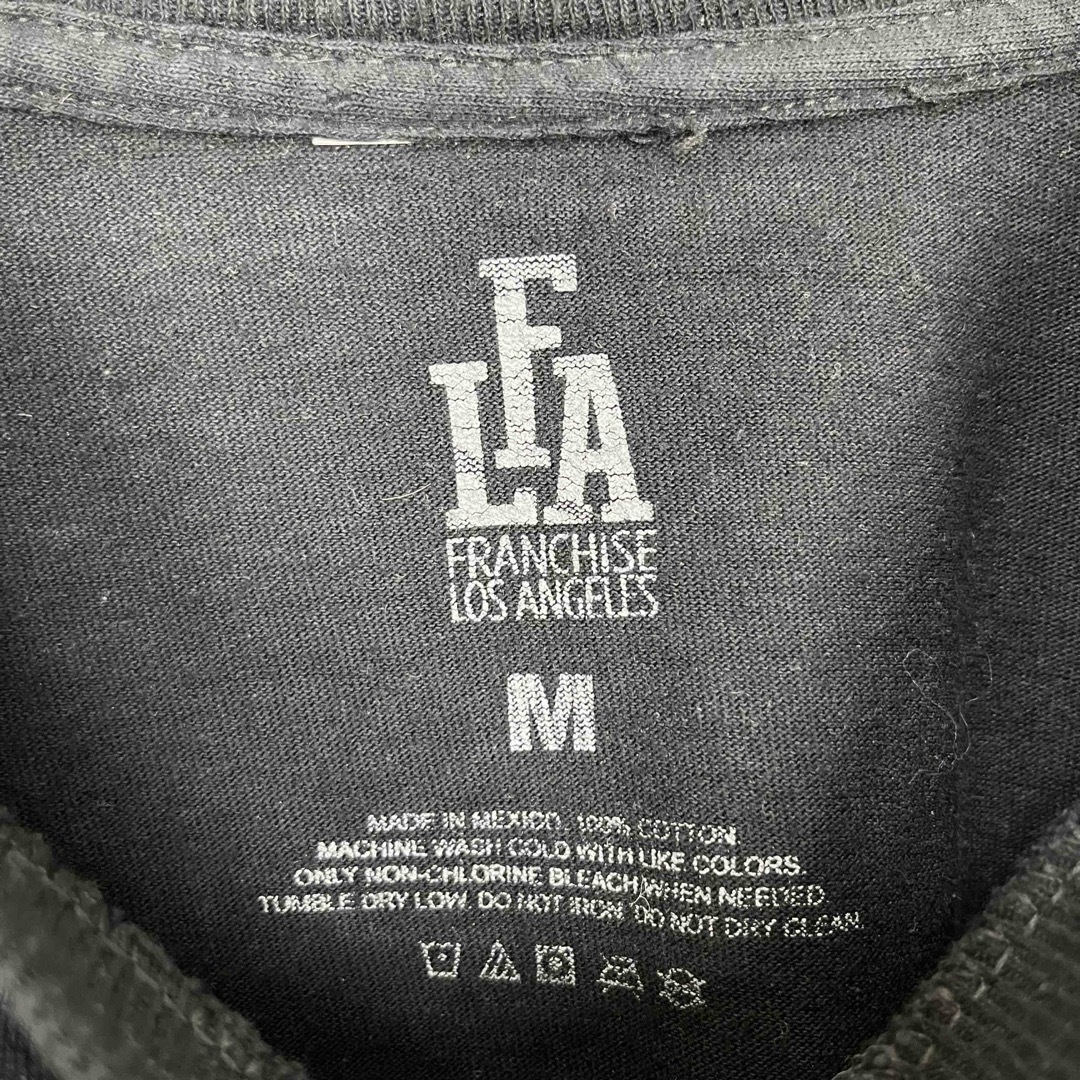 LFA
FRANCHISE
LOS ANGELES
M
MADE IN MEXICO. 100% COTTON.
MACHINE WASH COLD WITH LIKE COLORS.
ONLY NON-CHLORINE BLEACH WHEN NEEDED.
TUMBLE DRY LOW. DO NOT IRON. DO NOT DRY CLEAN.